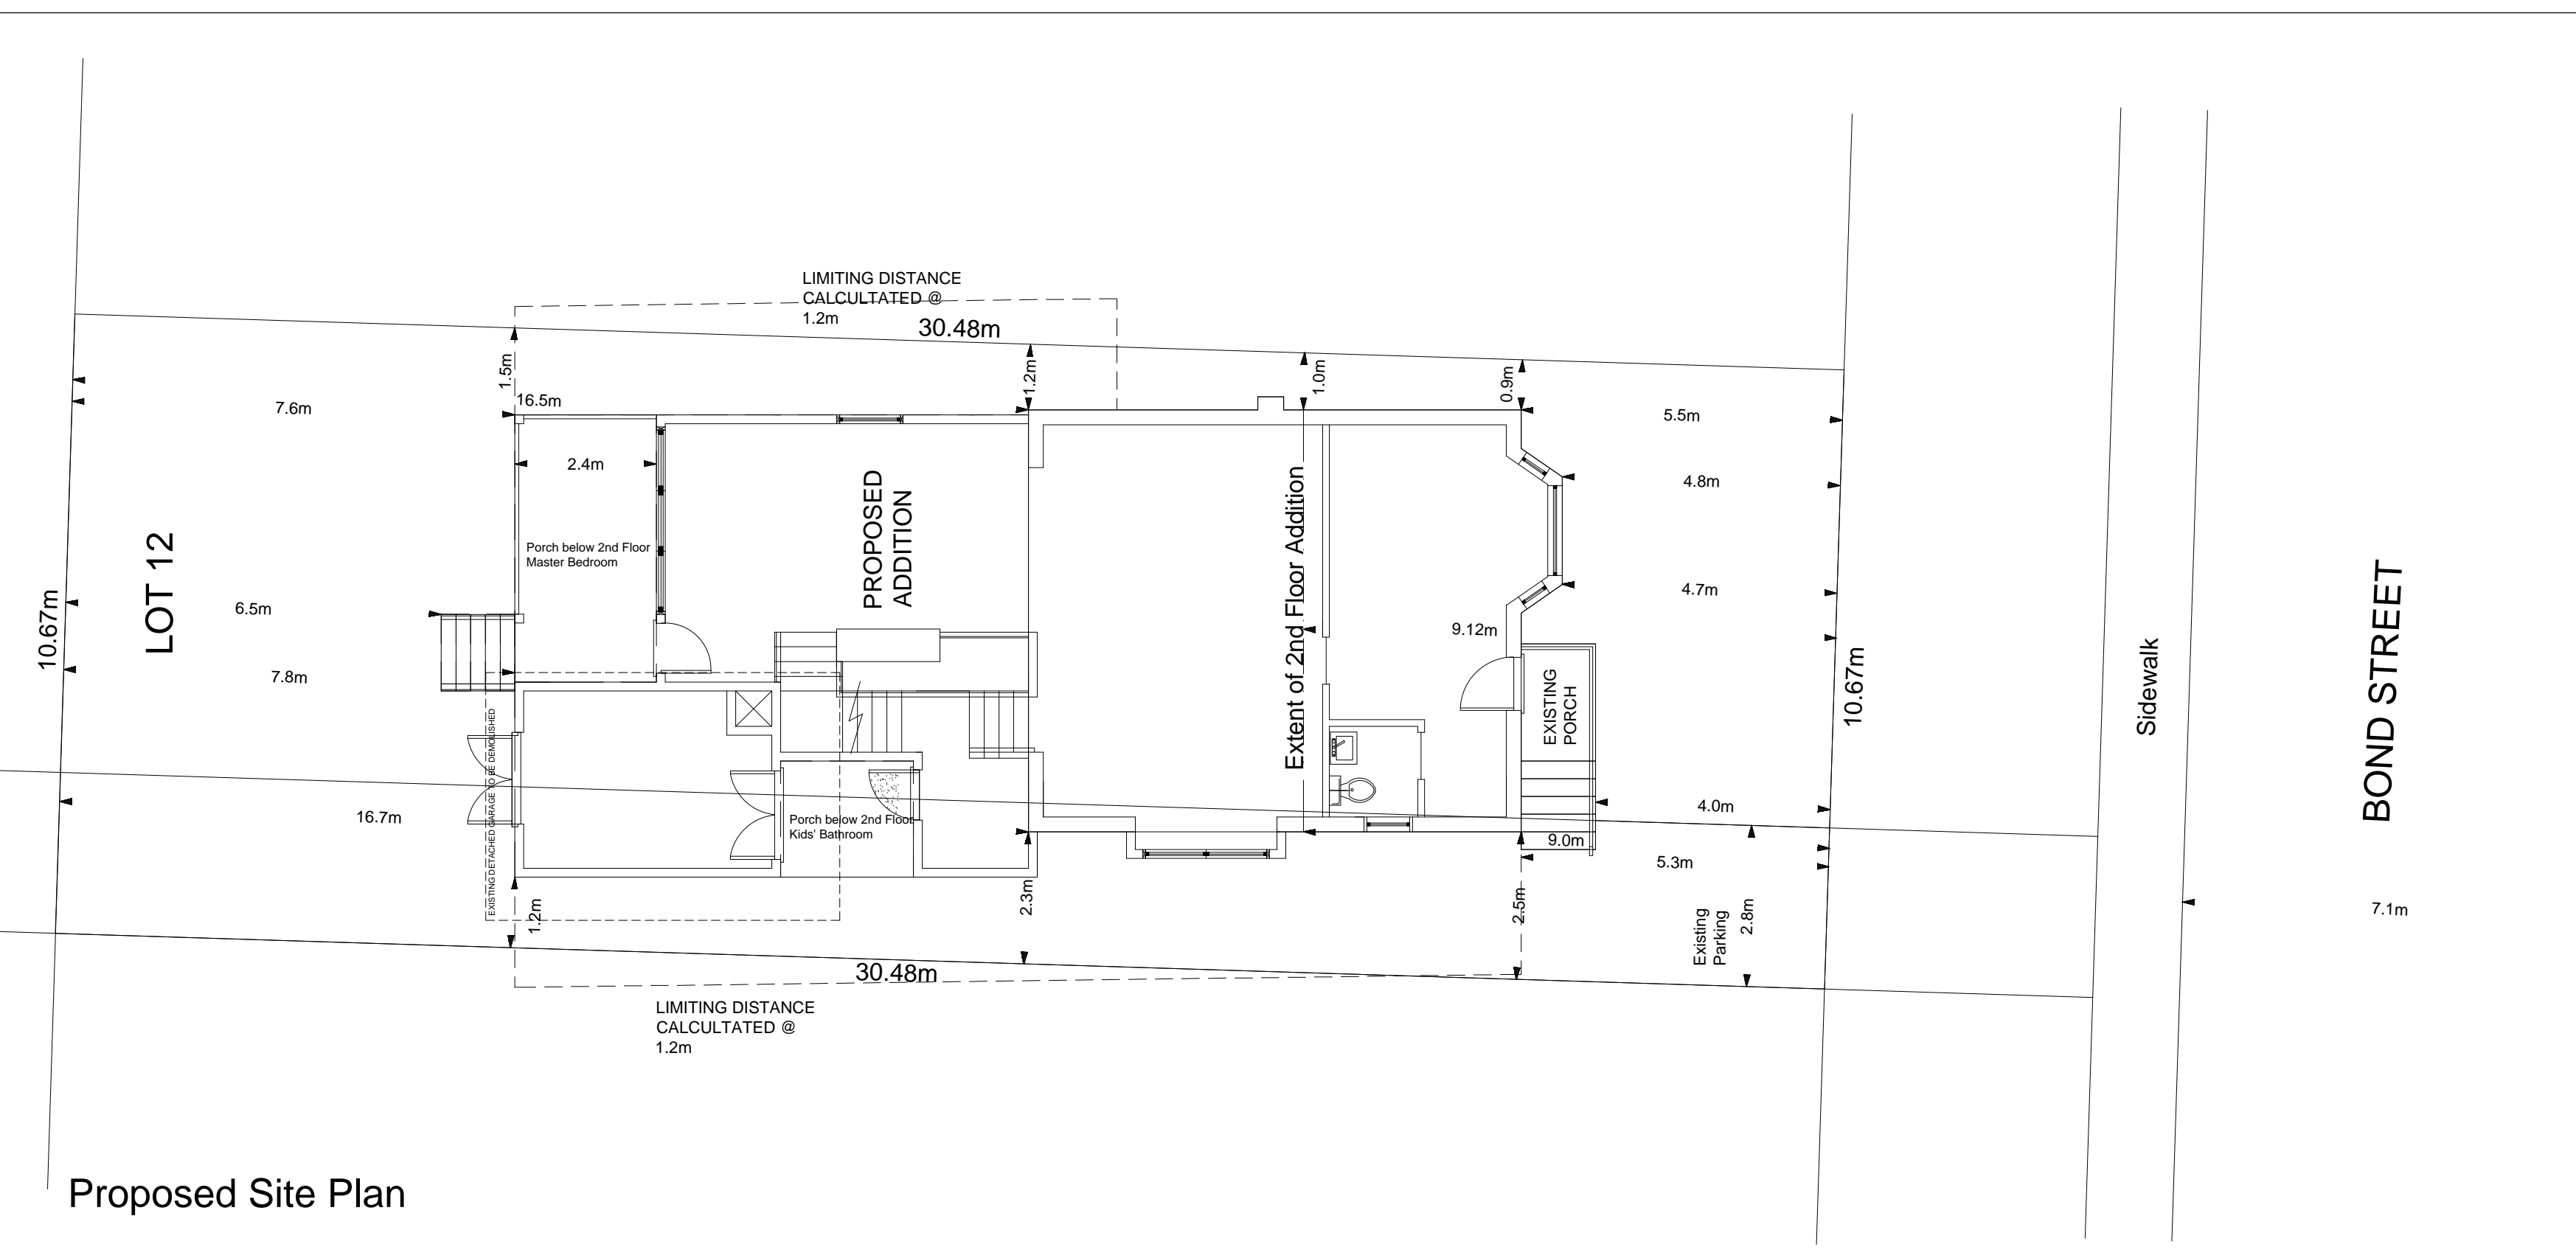 LIMITING DISTANCE
CALCULTATED @
1.2m
30.48m
1.5m
1.2m
1.0m
0.9m
16.5m
7.6m
5.5m
2.4m
4.8m
PROPOSED
ADDITION
Extent of 2nd Floor Addition
Porch below 2nd Floor
Master Bedroom
LOT 12
10.67m
6.5m
4.7m
9.12m
7.8m
EXISTING
PORCH
10.67m
Sidewalk
BOND STREET
EXISTING DETACHED GARAGE TO BE DEMOLISHED
16.7m
Porch below 2nd Floor
Kids' Bathroom
4.0m
9.0m
5.3m
1.2m
2.3m
2.5m
Existing
Parking
2.8m
7.1m
30.48m
LIMITING DISTANCE
CALCULTATED @
1.2m
Proposed Site Plan